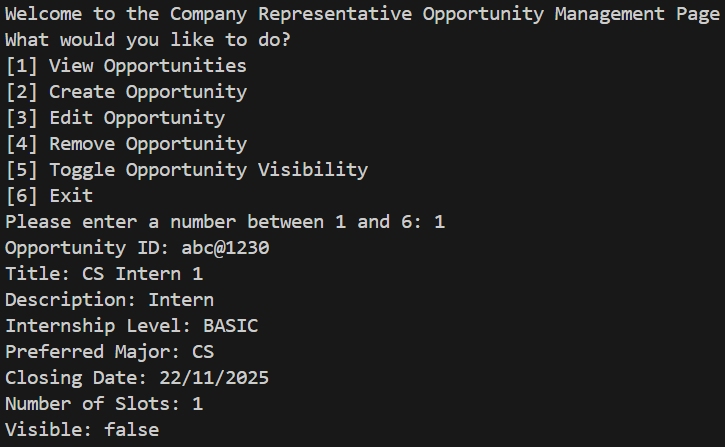 Welcome to the Company Representative Opportunity Management Page
What would you like to do?
[1] View Opportunities
[2] Create Opportunity
[3] Edit Opportunity
[4] Remove Opportunity
[5] Toggle Opportunity Visibility
[6] Exit
Please enter a number between 1 and 6: 1
Opportunity ID: abc@1230
Title: CS Intern 1
Description: Intern
Internship Level: BASIC
Preferred Major: CS
Closing Date: 22/11/2025
Number of Slots: 1
Visible: false